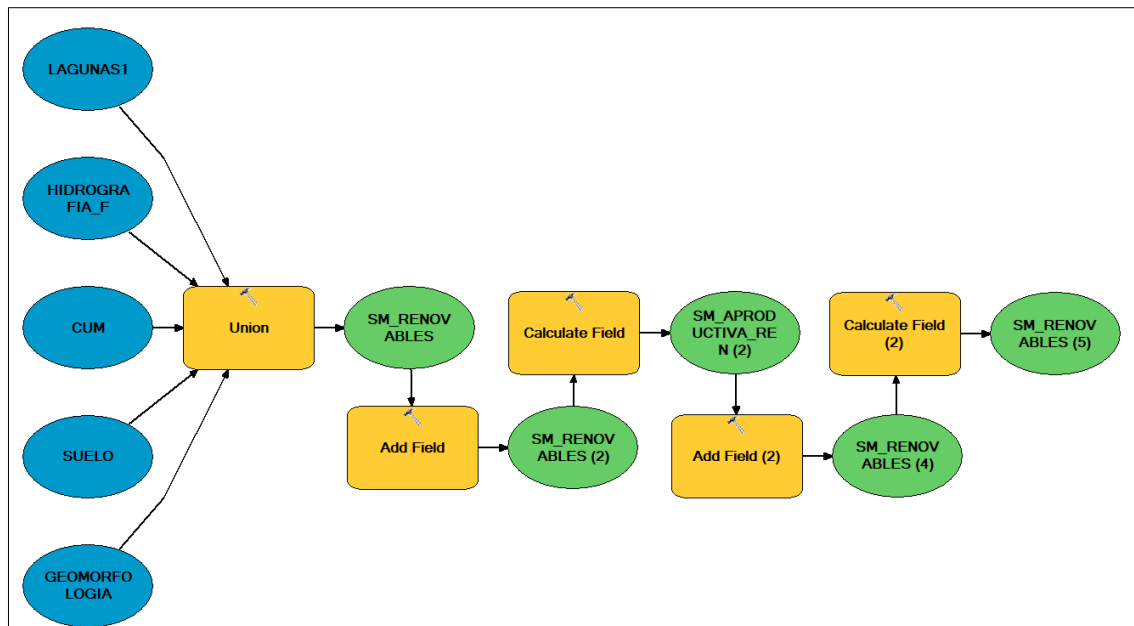 LAGUNAS1
HIDROGRA
FIA_F
CUM
SUELO
GEOMORFO
LOGIA
Union
SM_RENOV
ABLES
Add Field
SM_RENOV
ABLES (2)
Calculate Field
SM_APROD
UCTIVA_RE
N (2)
Add Field (2)
SM_RENOV
ABLES (4)
Calculate Field
(2)
SM_RENOV
ABLES (5)